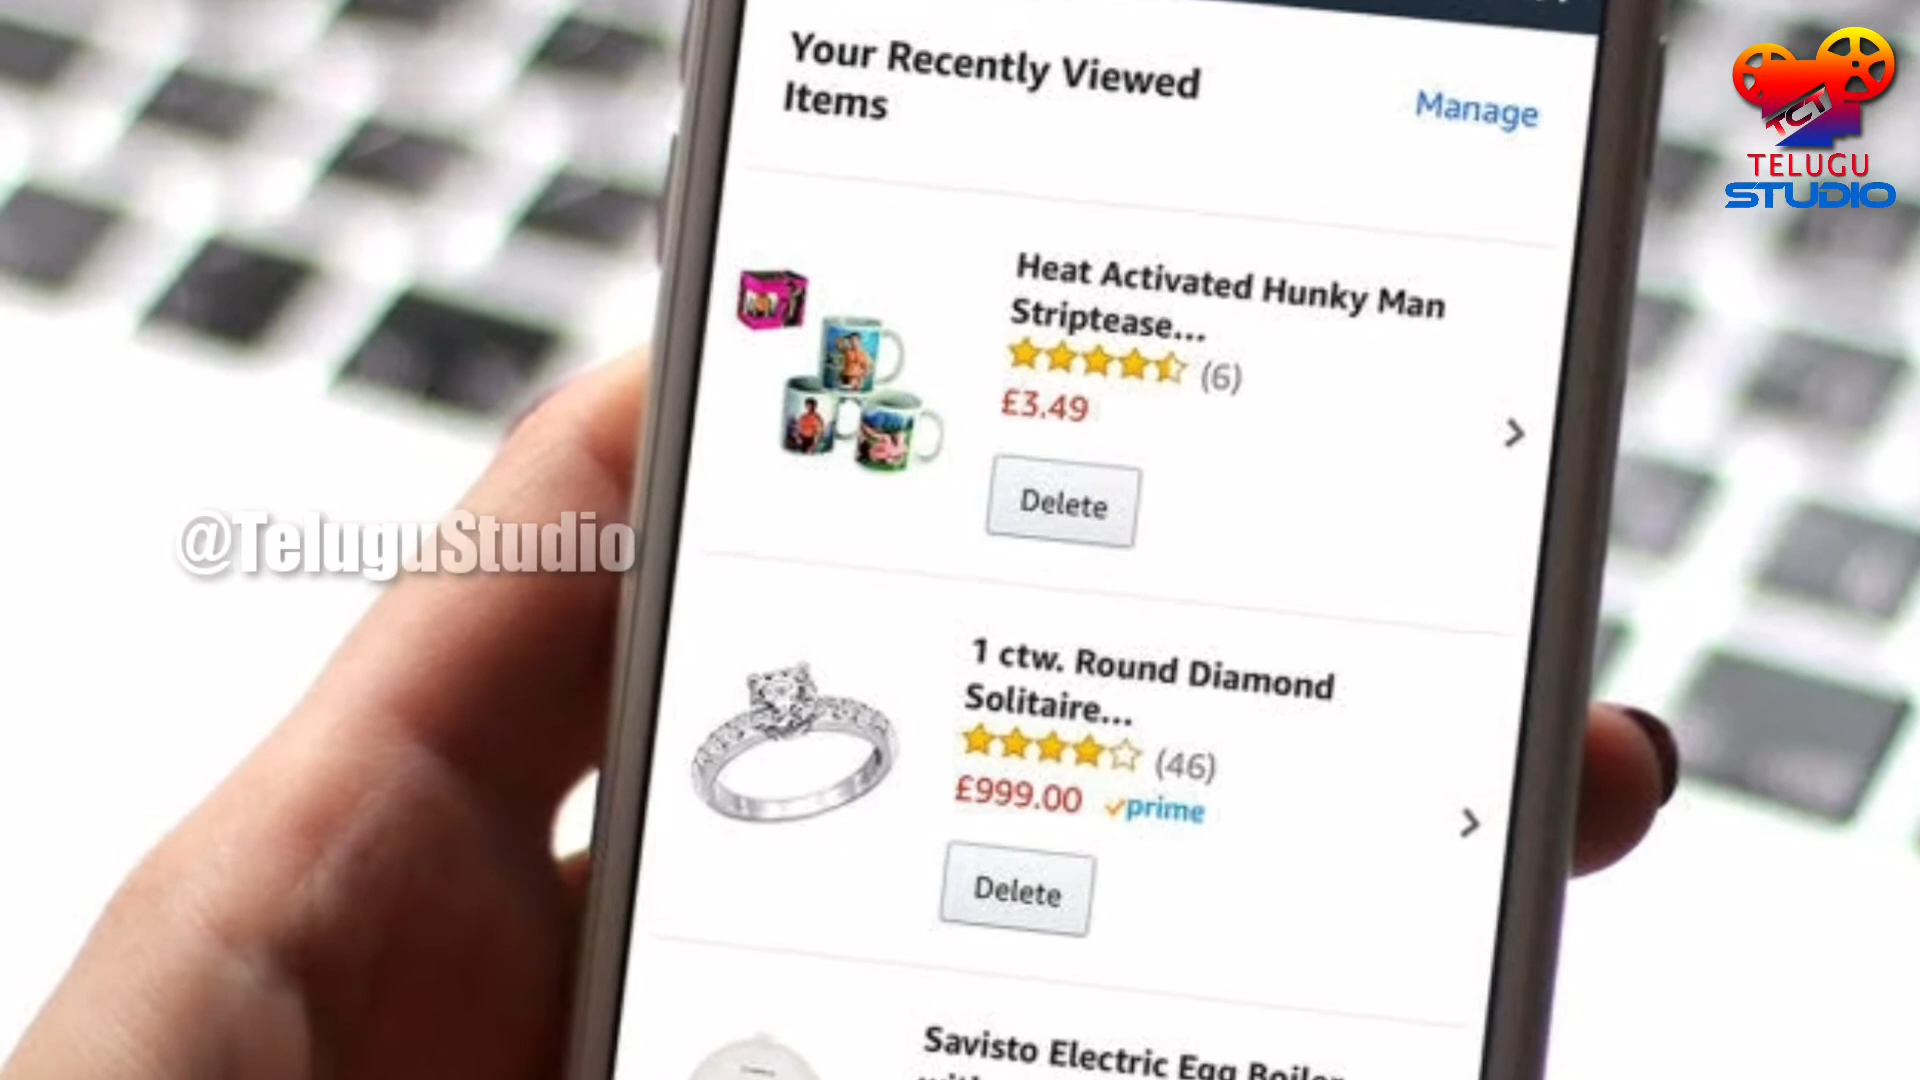 Your Recently Viewed
Items
Manage
TCT
TELUGU
STUDIO
Heat Activated Hunky Man
Striptease...
(6)
£3.49
Delete
@TeluguStudio
1 ctw. Round Diamond
Solitaire...
(46)
£999.00 prime
Delete
Savisto Electric Egg Boiler